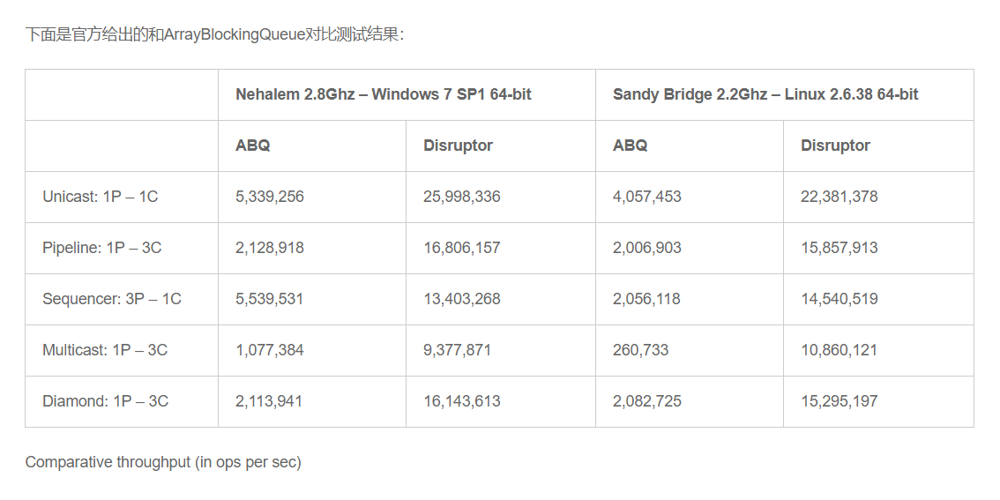 下面是官方给出的和ArrayBlockingQueue对比测试结果：
Nehalem 2.8Ghz – Windows 7 SP1 64-bit Sandy Bridge 2.2Ghz – Linux 2.6.38 64-bit
ABQ Disruptor ABQ Disruptor
Unicast: 1P – 1C 5,339,256 25,998,336 4,057,453 22,381,378
Pipeline: 1P – 3C 2,128,918 16,806,157 2,006,903 15,857,913
Sequencer: 3P – 1C 5,539,531 13,403,268 2,056,118 14,540,519
Multicast: 1P – 3C 1,077,384 9,377,871 260,733 10,860,121
Diamond: 1P – 3C 2,113,941 16,143,613 2,082,725 15,295,197
Comparative throughput (in ops per sec)